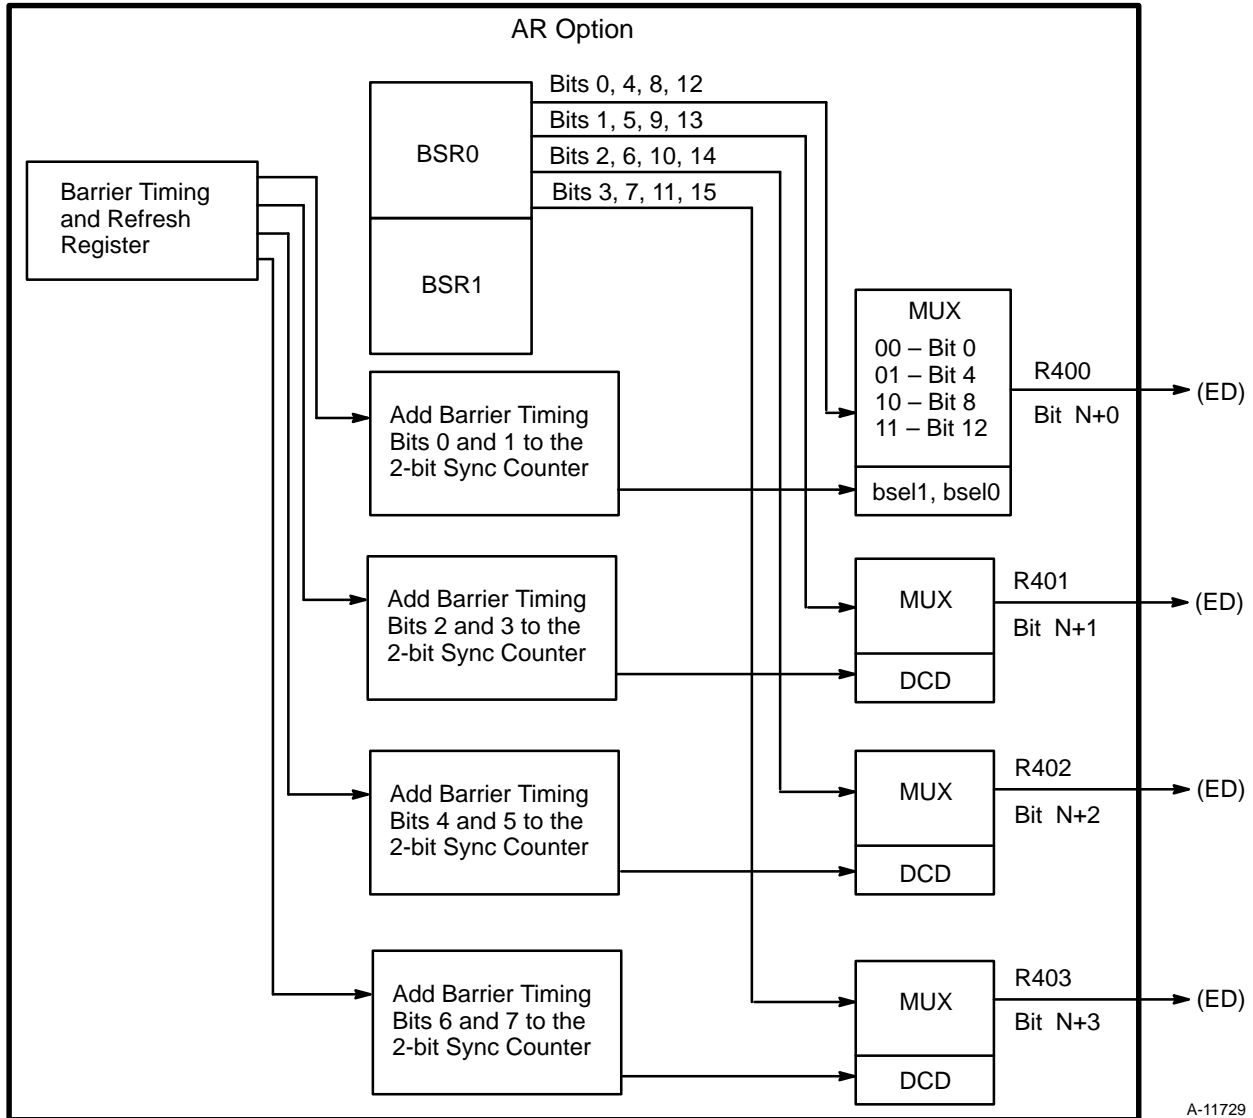 AR Option
Bits 0, 4, 8, 12
Bits 1, 5, 9, 13
Bits 2, 6, 10, 14
Bits 3, 7, 11, 15
BSR0
BSR1
Barrier Timing
and Refresh
Register
MUX
00 – Bit 0
01 – Bit 4
10 – Bit 8
11 – Bit 12
bsel1, bsel0
R400
Bit N+0
(ED)
Add Barrier Timing
Bits 0 and 1 to the
2-bit Sync Counter
Add Barrier Timing
Bits 2 and 3 to the
2-bit Sync Counter
MUX
DCD
R401
Bit N+1
(ED)
Add Barrier Timing
Bits 4 and 5 to the
2-bit Sync Counter
MUX
DCD
R402
Bit N+2
(ED)
Add Barrier Timing
Bits 6 and 7 to the
2-bit Sync Counter
MUX
DCD
R403
Bit N+3
(ED)
A-11729